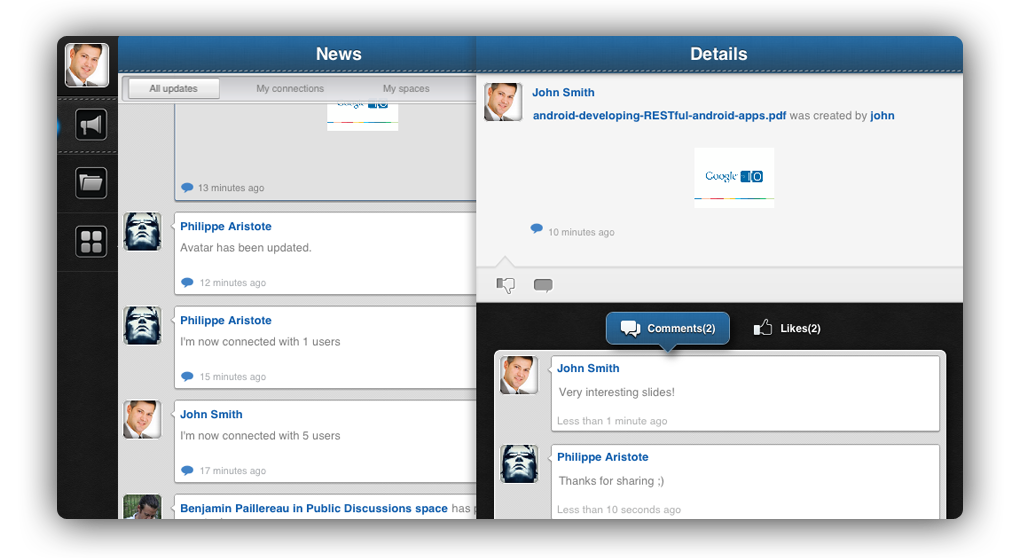 News
All updates
My connections
My spaces
13 minutes ago
Philippe Aristote
Avatar has been updated.
12 minutes ago
Philippe Aristote
I'm now connected with 1 users
15 minutes ago
John Smith
I'm now connected with 5 users
17 minutes ago
Benjamin Paillereau in Public Discussions space has
Details
John Smith
android-developing-RESTful-android-apps.pdf was created by john
Google IO
10 minutes ago
Comments(2)
Likes(2)
John Smith
Very interesting slides!
Less than 1 minute ago
Philippe Aristote
Thanks for sharing ;)
Less than 10 seconds ago